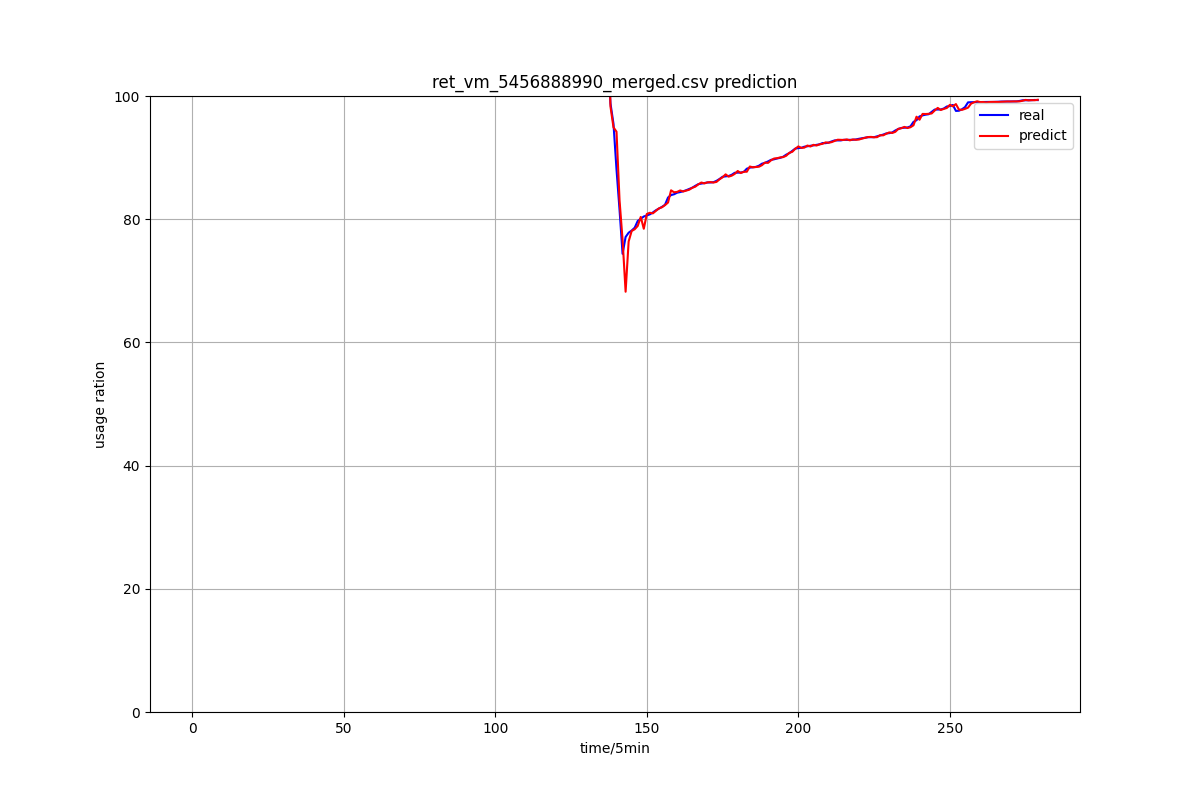 ret_vm_5456888990_merged.csv prediction
100
80
60
40
20
0
usage ration
real
predict
0 50 100 150 200 250
time/5min